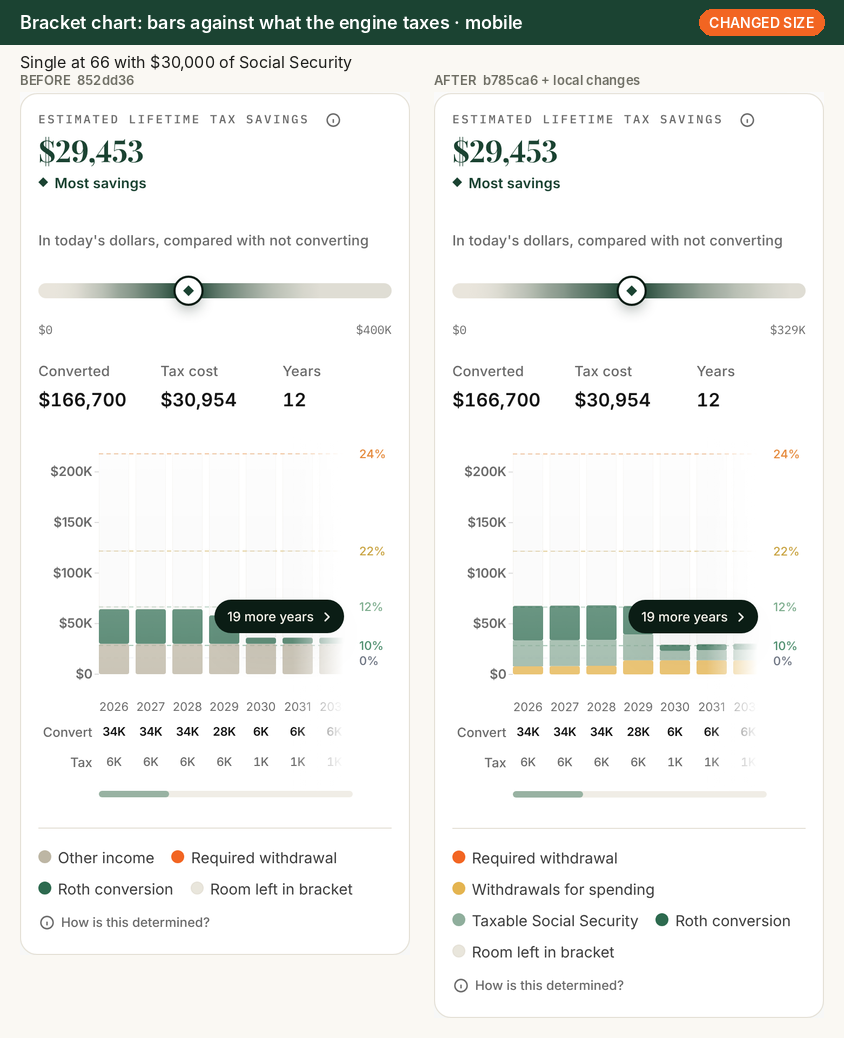 Bracket chart: bars against what the engine taxes · mobile
CHANGED SIZE
Single at 66 with $30,000 of Social Security
BEFORE 852dd36
ESTIMATED LIFETIME TAX SAVINGS
$29,453
Most savings
In today's dollars, compared with not converting
$0 $400K
Converted Tax cost Years
$166,700 $30,954 12
24%
$200K
$150K
22%
$100K
12%
19 more years
$50K
10%
0%
$0
2026 2027 2028 2029 2030 2031 203
Convert 34K 34K 34K 28K 6K 6K 6K
Tax 6K 6K 6K 6K 1K 1K 1K
Other income Required withdrawal
Roth conversion Room left in bracket
How is this determined?
AFTER b785ca6 + local changes
ESTIMATED LIFETIME TAX SAVINGS
$29,453
Most savings
In today's dollars, compared with not converting
$0 $329K
Converted Tax cost Years
$166,700 $30,954 12
24%
$200K
$150K
22%
$100K
12%
19 more years
$50K
10%
0%
$0
2026 2027 2028 2029 2030 2031 203
Convert 34K 34K 34K 28K 6K 6K 6K
Tax 6K 6K 6K 6K 1K 1K 1K
Required withdrawal
Withdrawals for spending
Taxable Social Security Roth conversion
Room left in bracket
How is this determined?